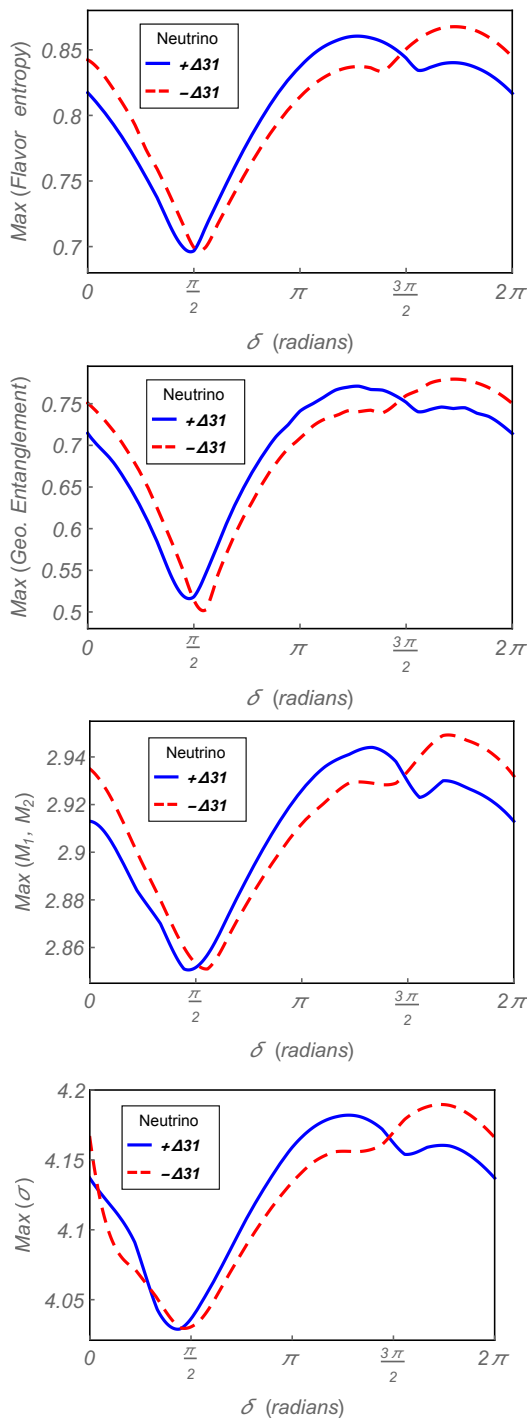 Max (Flavor entropy)
0.85
0.8
0.75
0.7
Neutrino
+Δ31
−Δ31
0
π/2
π
3π/2
2π
δ (radians)
Max (Geo. Entanglement)
0.75
0.7
0.65
0.6
0.55
0.5
Neutrino
+Δ31
−Δ31
0
π/2
π
3π/2
2π
δ (radians)
Max (M₁, M₂)
2.94
2.92
2.9
2.88
2.86
Neutrino
+Δ31
−Δ31
0
π/2
π
3π/2
2π
δ (radians)
Max (σ)
4.2
4.15
4.1
4.05
Neutrino
+Δ31
−Δ31
0
π/2
π
3π/2
2π
δ (radians)